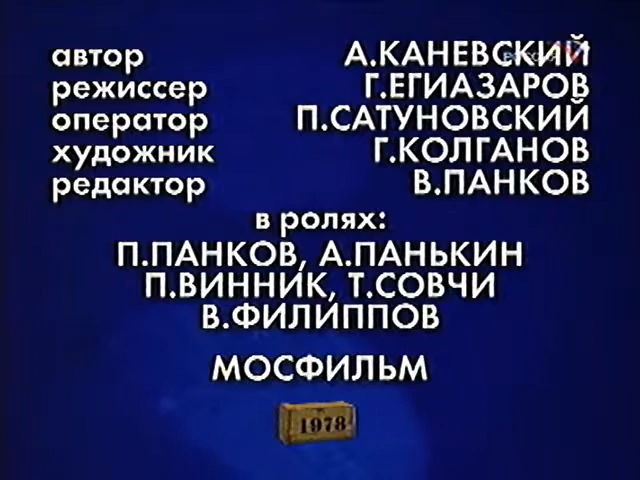 автор А.КАНЕВСКИЙ
режиссер Г.ЕГИАЗАРОВ
оператор П.САТУНОВСКИЙ
художник Г.КОЛГАНОВ
редактор В.ПАНКОВ
в ролях:
П.ПАНКОВ, А.ПАНЬКИН
П.ВИННИК, Т.СОВЧИ
В.ФИЛИППОВ
МОСФИЛЬМ
1978